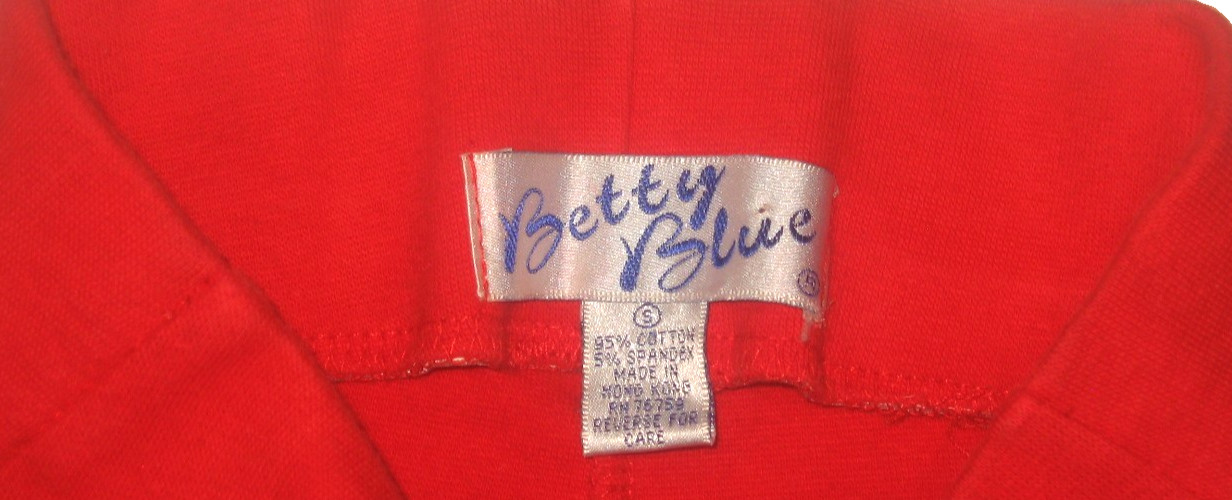 Betty
Blue
®
S
95% COTTON
5% SPANDEX
MADE IN
HONG KONG
RN 76759
REVERSE FOR
CARE